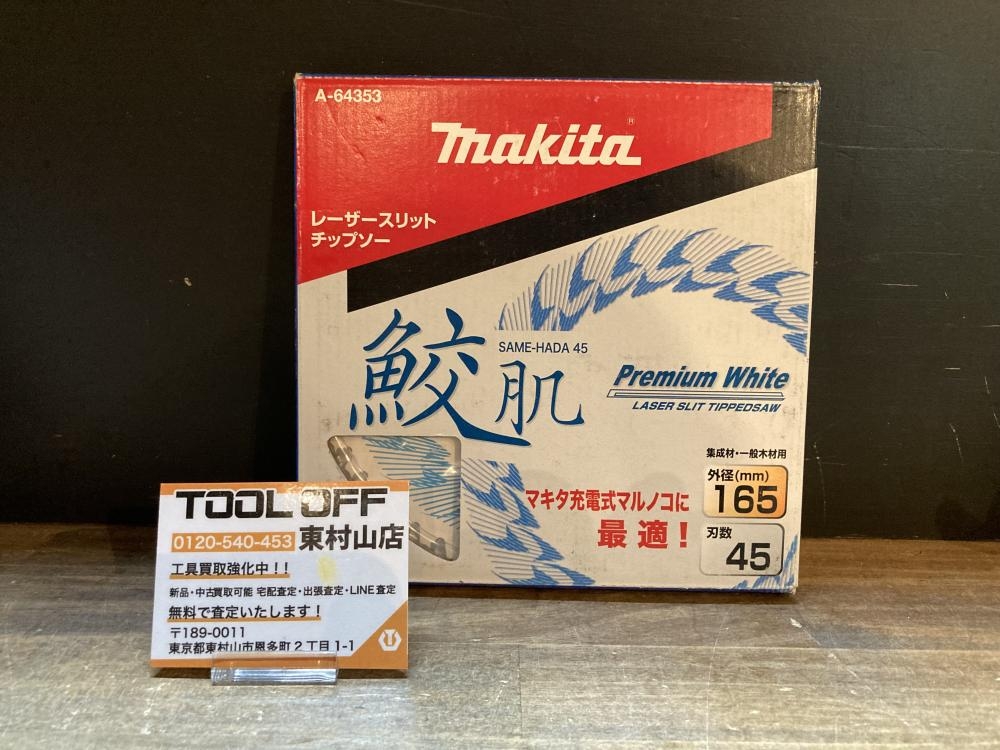 A-64353
makita®
レーザースリット
チップソー
鮫肌
SAME-HADA 45
Premium White
LASER SLIT TIPPEDSAW
集成材・一般木材用
外径(mm)
165
マキタ充電式マルノコに
最適！
刃数
45
TOOL OFF
0120-540-453 東村山店
工具買取強化中！！
新品・中古買取可能 宅配査定・出張査定・LINE査定
無料で査定いたします！
〒189-0011
東京都東村山市恩多町2丁目1-1